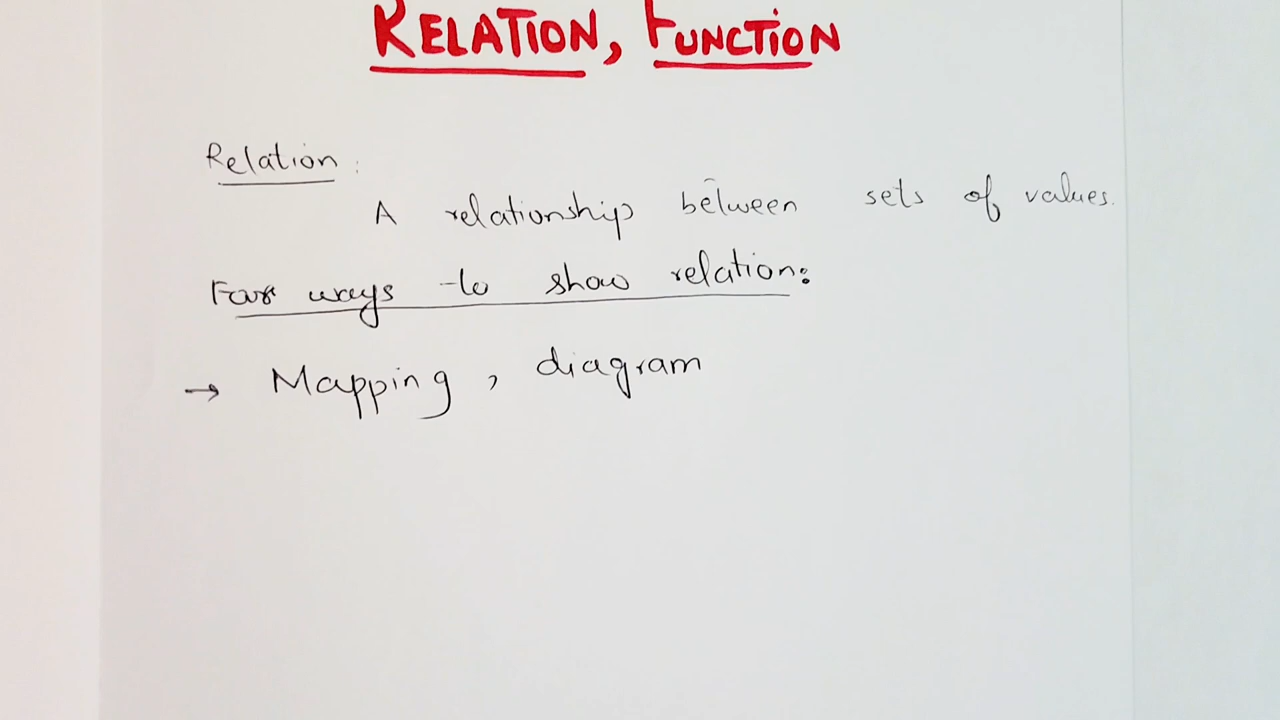 RELATION, FUNCTION
Relation:
A relationship between sets of values.
Four ways to show relation:
→ Mapping, diagram